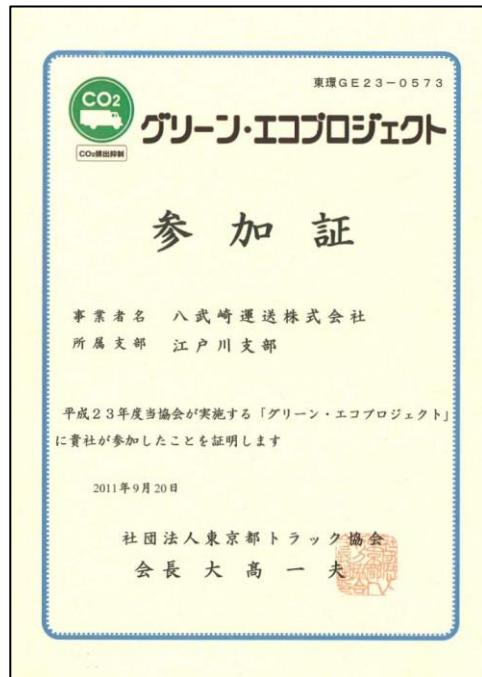 東環GE23-0573
CO2
グリーン・エコプロジェクト
CO2排出抑制
参加証
事業者名 八武崎運送株式会社
所属支部 江戸川支部
平成23年度当協会が実施する「グリーン・エコプロジェクト」
に貴社が参加したことを証明します
2011年9月20日
社団法人東京都トラック協会
会長 大髙一夫